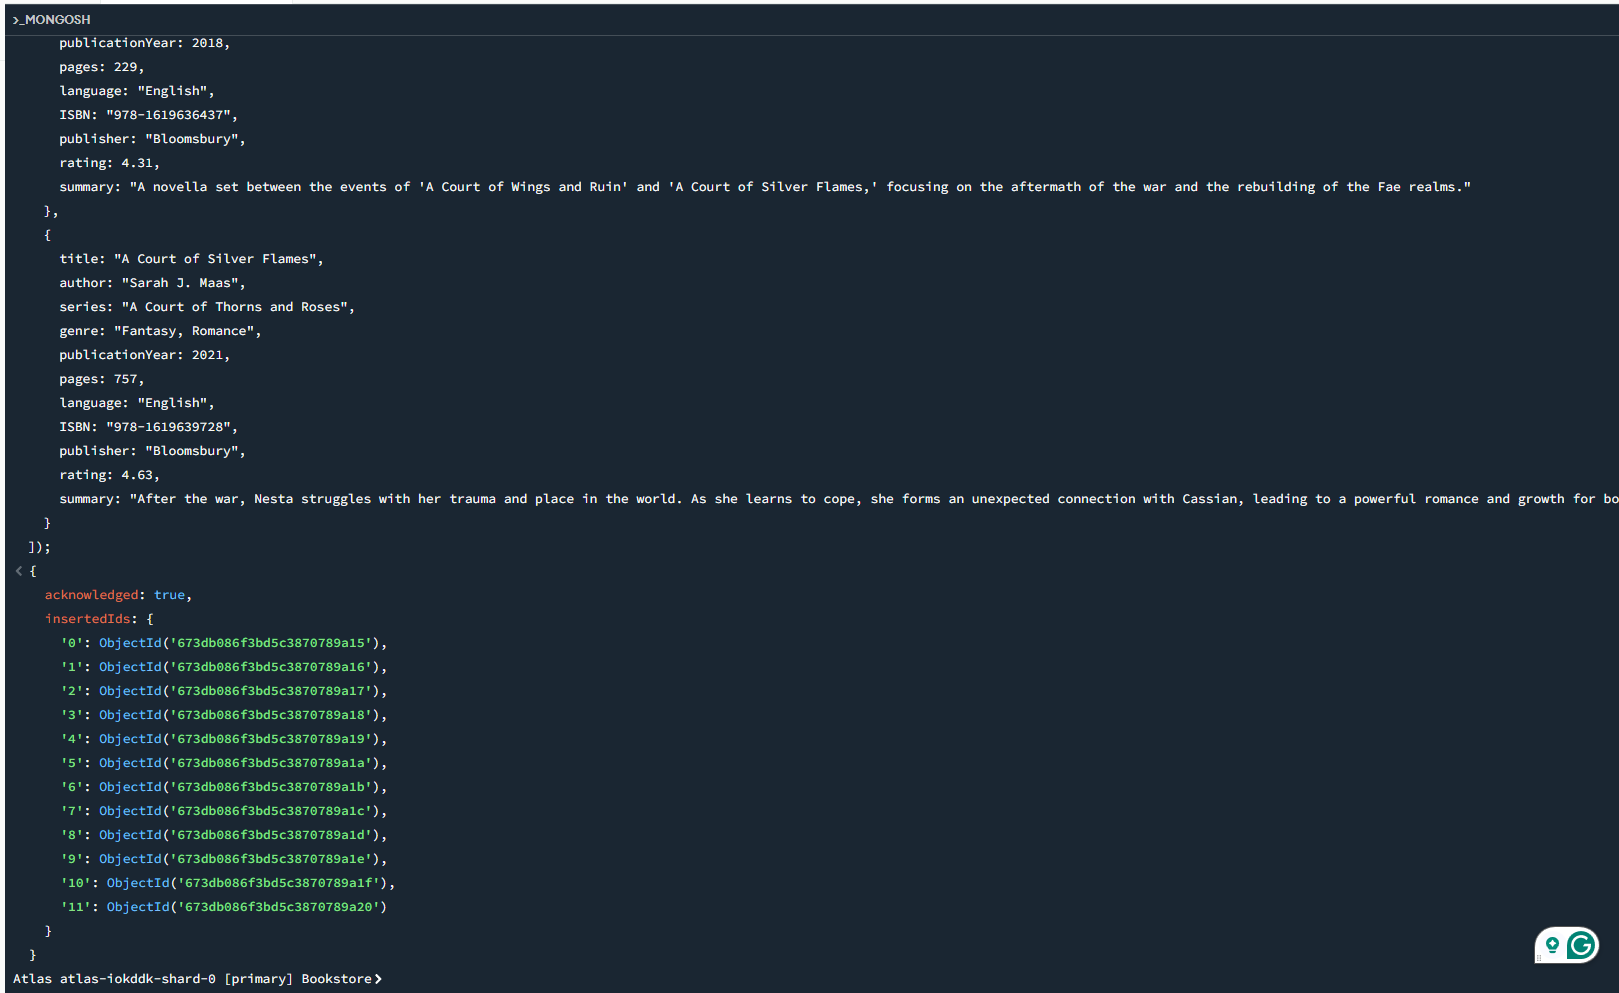 >_MONGOSH
publicationYear: 2018,
pages: 229,
language: "English",
ISBN: "978-1619636437",
publisher: "Bloomsbury",
rating: 4.31,
summary: "A novella set between the events of 'A Court of Wings and Ruin' and 'A Court of Silver Flames,' focusing on the aftermath of the war and the rebuilding of the Fae realms."
},
{
title: "A Court of Silver Flames",
author: "Sarah J. Maas",
series: "A Court of Thorns and Roses",
genre: "Fantasy, Romance",
publicationYear: 2021,
pages: 757,
language: "English",
ISBN: "978-1619639728",
publisher: "Bloomsbury",
rating: 4.63,
summary: "After the war, Nesta struggles with her trauma and place in the world. As she learns to cope, she forms an unexpected connection with Cassian, leading to a powerful romance and growth for bo
}
]);
< {
acknowledged: true,
insertedIds: {
'0': ObjectId('673db086f3bd5c3870789a15'),
'1': ObjectId('673db086f3bd5c3870789a16'),
'2': ObjectId('673db086f3bd5c3870789a17'),
'3': ObjectId('673db086f3bd5c3870789a18'),
'4': ObjectId('673db086f3bd5c3870789a19'),
'5': ObjectId('673db086f3bd5c3870789a1a'),
'6': ObjectId('673db086f3bd5c3870789a1b'),
'7': ObjectId('673db086f3bd5c3870789a1c'),
'8': ObjectId('673db086f3bd5c3870789a1d'),
'9': ObjectId('673db086f3bd5c3870789a1e'),
'10': ObjectId('673db086f3bd5c3870789a1f'),
'11': ObjectId('673db086f3bd5c3870789a20')
}
}
Atlas atlas-iokddk-shard-0 [primary] Bookstore>